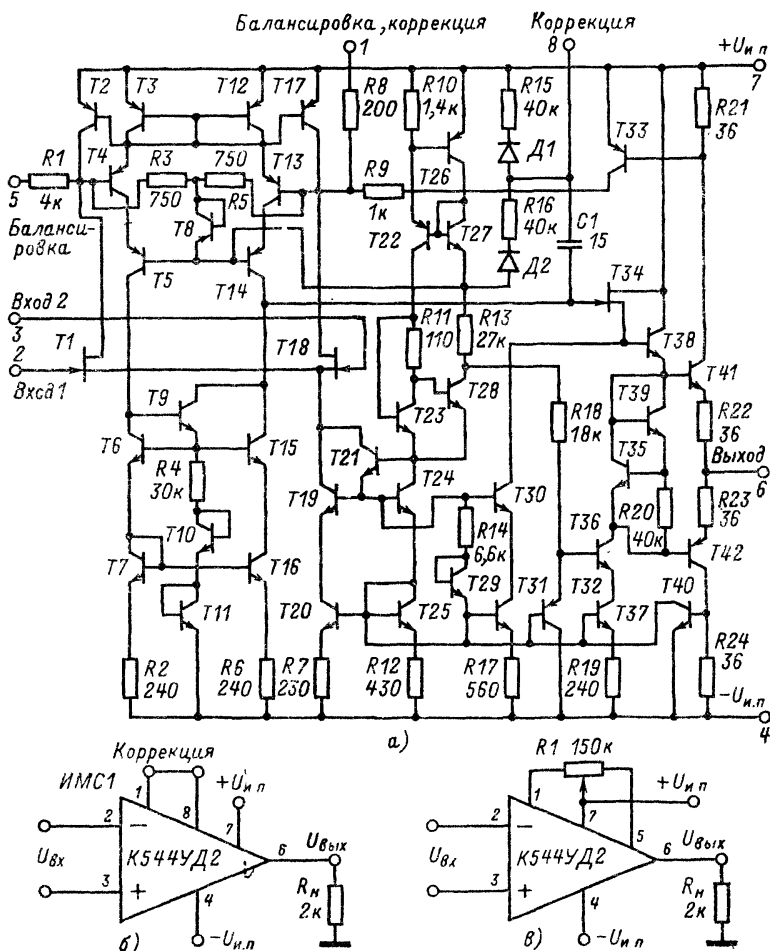 Балансировка, коррекция
Коррекция
1
8
+Uи.п
7
T2
T3
T12
T17
R8
200
R10
1,4к
R15
40к
R21
36
T33
T4
R1
4к
5
R3
750
750
R5
T13
R9
1к
T26
Д1
Баланси-
ровка
T8
T22
T27
R16
40к
C1
15
Д2
T5
T14
T34
Вход 2
3
2
Вход 1
T1
T18
R11
110
R13
27к
T38
T9
T23
T28
T39
T41
R18
18к
R22
36
T6
T15
T21
T24
T35
Выход
6
R4
30к
T19
T30
R20
40к
R23
36
T10
R14
6,6к
T36
T42
T7
T16
T29
T31
T32
T40
T11
T20
T25
T37
R2
240
R6
240
R7
230
R12
430
R17
560
R19
240
R24
36
-Uи.п
4
а)
Коррекция
ИМС1
1
8
+Uи п
7
2
Uвх
3
К544УД2
6
Uвых
4
Rн
2к
-Uи.п
б)
R1 150к
1
7
5
+Uи п
2
Uвх
3
К544УД2
6
Uвых
4
Rн
2к
-Uи п
в)